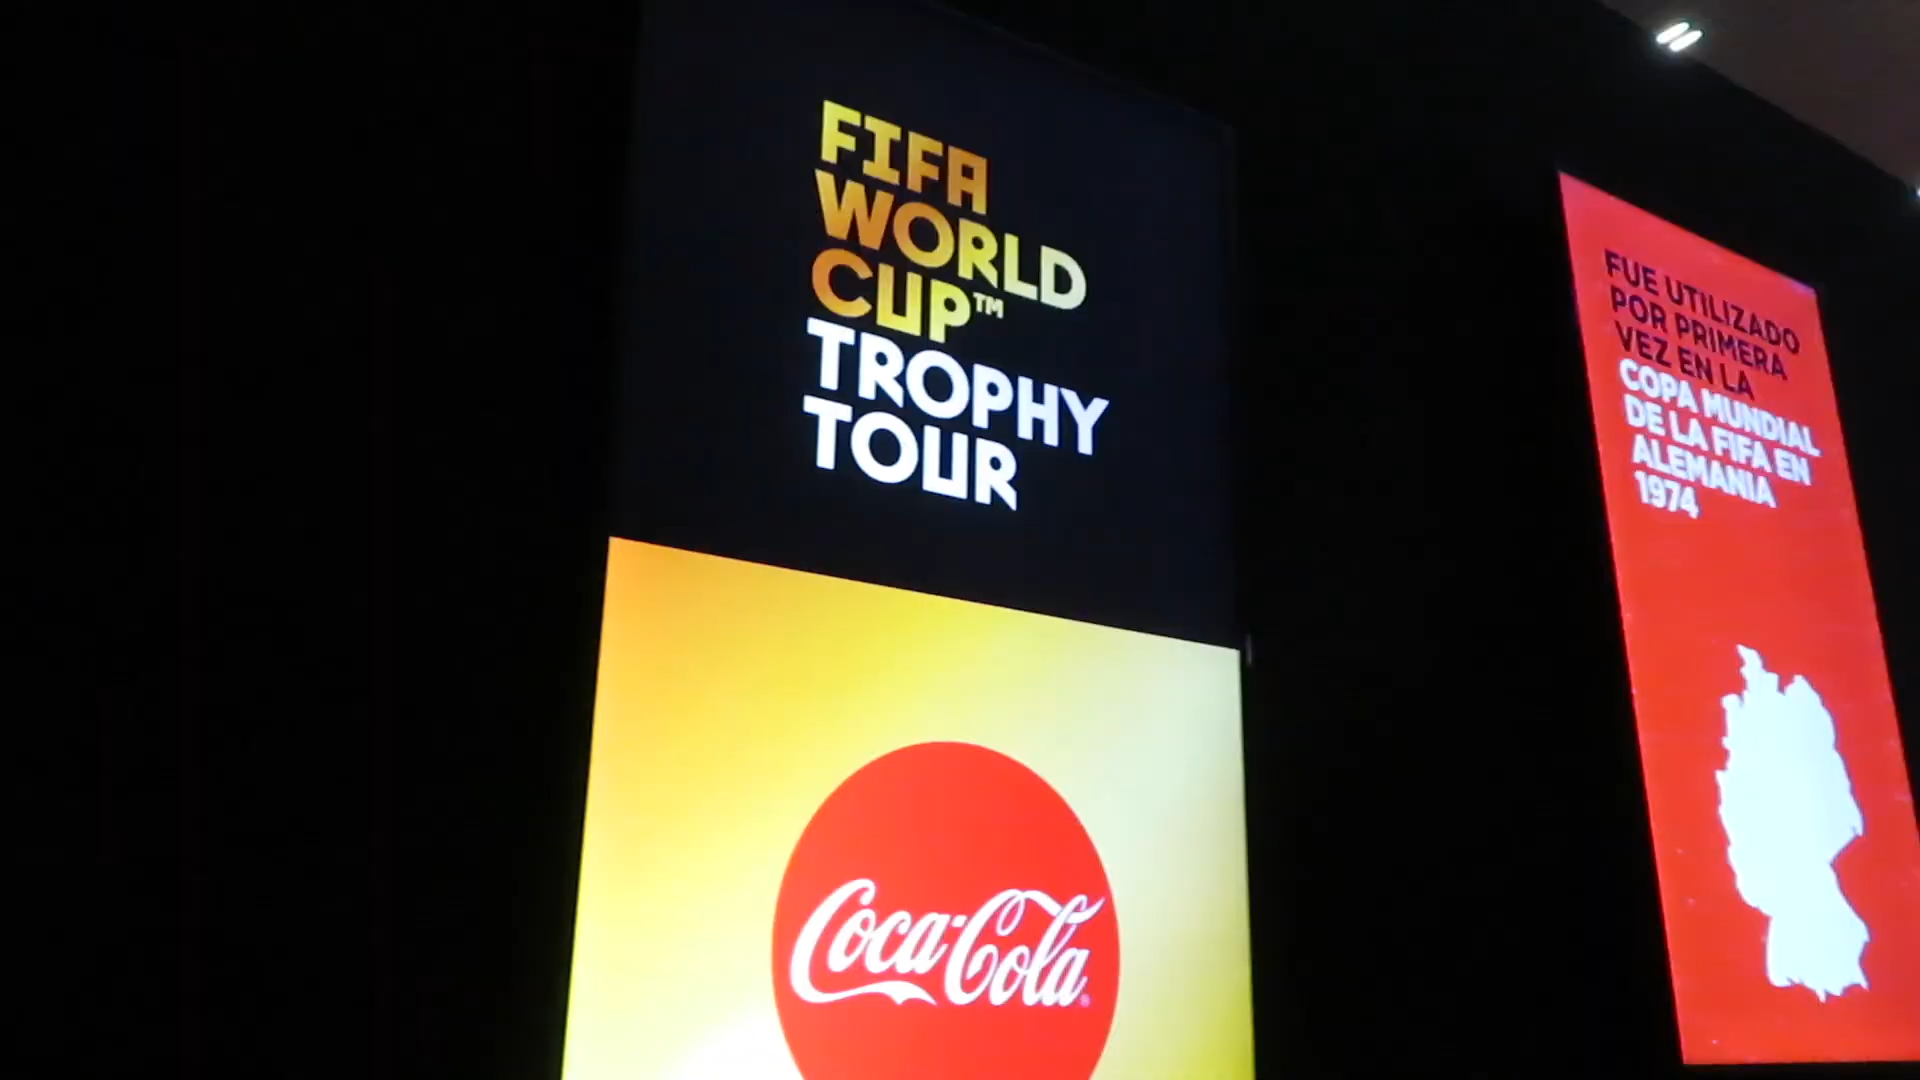 FIFA
WORLD
CUP™
TROPHY
TOUR
Coca-Cola®
FUE UTILIZADO
POR PRIMERA
VEZ EN LA
COPA MUNDIAL
DE LA FIFA EN
ALEMANIA
1974